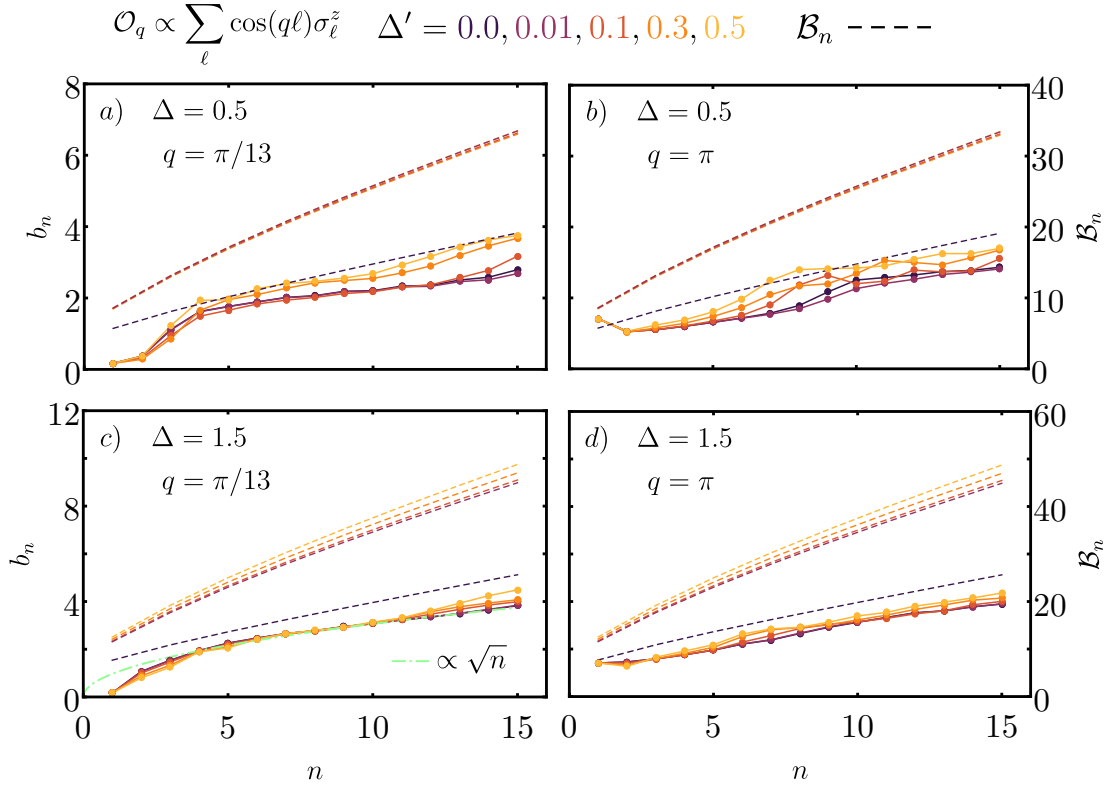 𝒪_q ∝ ∑_ℓ cos(qℓ)σ_ℓ^z Δ′ = 0.0, 0.01, 0.1, 0.3, 0.5 ℬ_n
a) Δ = 0.5
q = π/13
8
6
4
2
0
b_n
b) Δ = 0.5
q = π
40
30
20
10
0
ℬ_n
c) Δ = 1.5
q = π/13
12
8
4
0
b_n
∝ √n
0 5 10 15
n
d) Δ = 1.5
q = π
60
40
20
0
ℬ_n
0 5 10 15
n